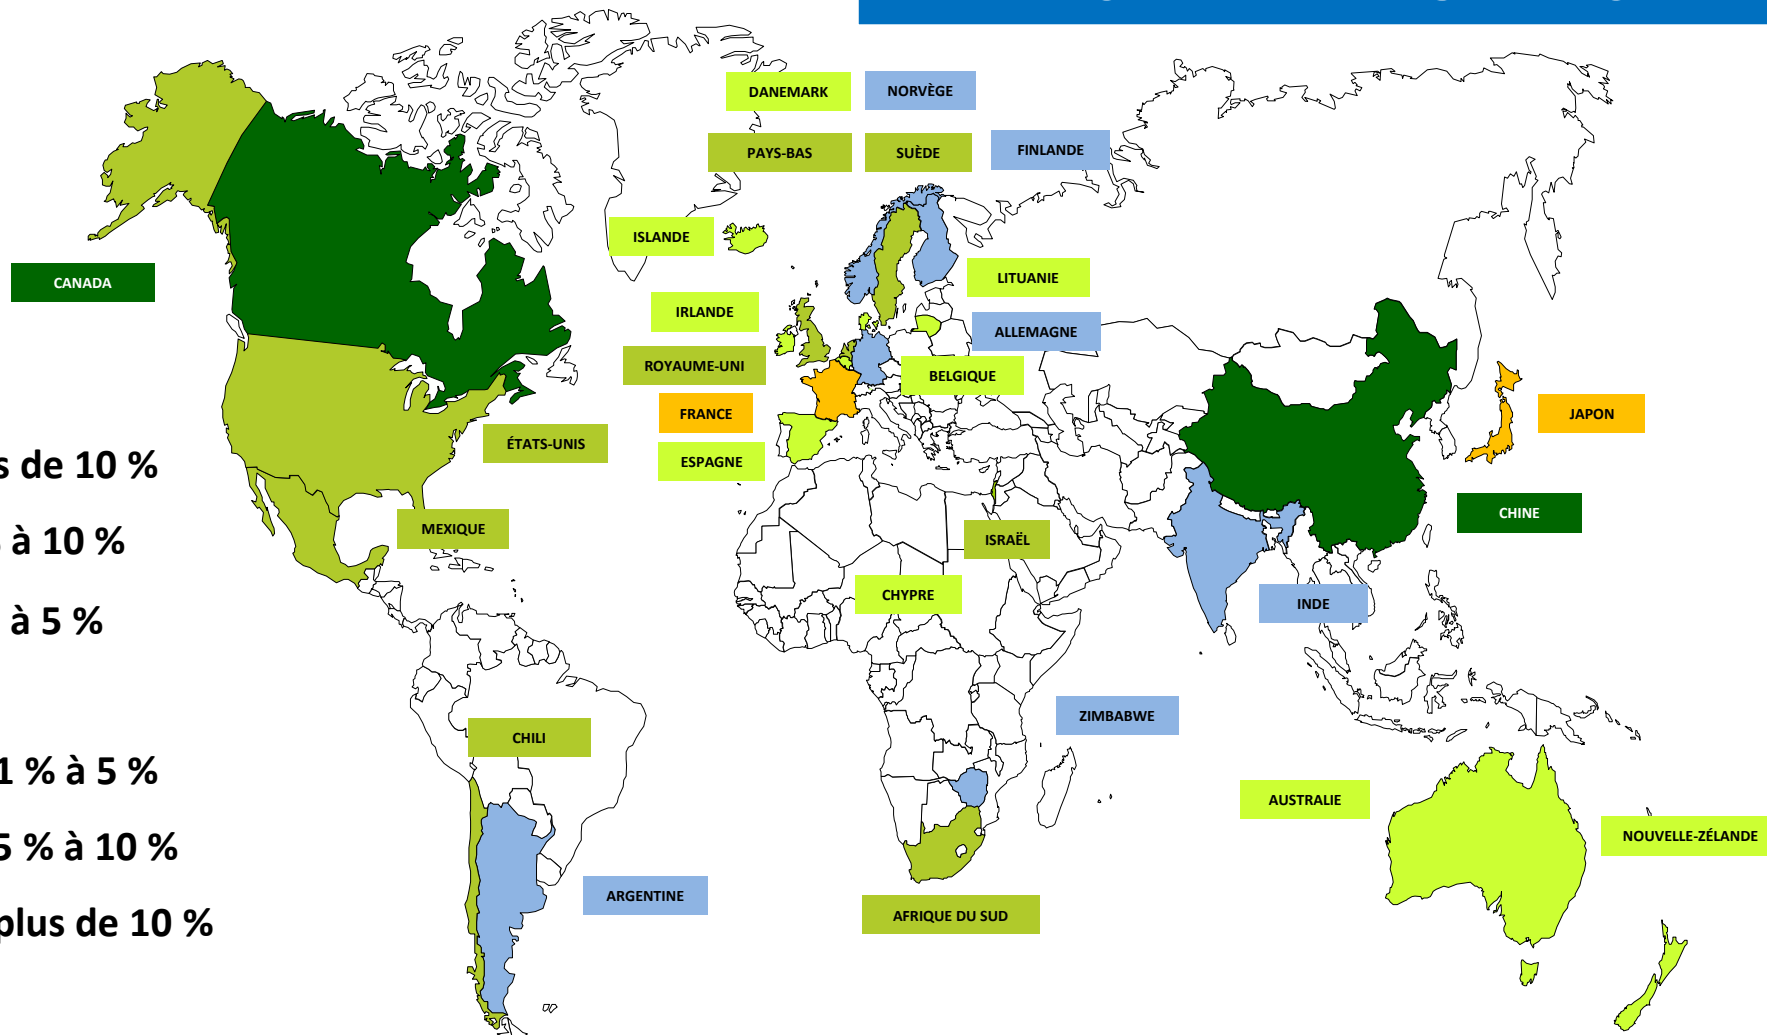 DANEMARK
NORVÈGE
PAYS-BAS
SUÈDE
FINLANDE
ISLANDE
CANADA
LITUANIE
IRLANDE
ALLEMAGNE
ROYAUME-UNI
BELGIQUE
FRANCE
JAPON
ÉTATS-UNIS
ESPAGNE
de 10 %
MEXIQUE
CHINE
à 10 %
ISRAËL
CHYPRE
INDE
à 5 %
ZIMBABWE
CHILI
1 % à 5 %
AUSTRALIE
NOUVELLE-ZÉLANDE
5 % à 10 %
ARGENTINE
AFRIQUE DU SUD
plus de 10 %